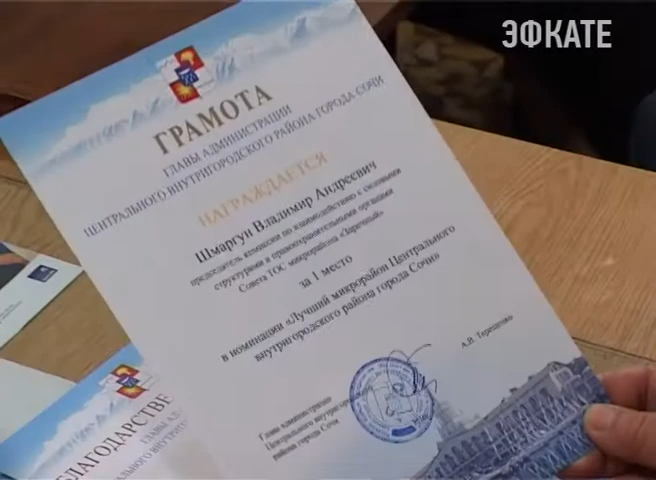 ЭФКАТЕ
ГРАМОТА
ГЛАВЫ АДМИНИСТРАЦИИ
ЦЕНТРАЛЬНОГО ВНУТРИГОРОДСКОГО РАЙОНА ГОРОДА СОЧИ
НАГРАЖДАЕТСЯ
Шмаргун Владимир Андреевич
председатель комиссии по взаимодействию с силовыми
структурами и правоохранительными органами
Совета ТОС микрорайона «Заречный»
за 1 место
в номинации «Лучший микрорайон Центрального
внутригородского района города Сочи»
Глава администрации
Центрального внутригородского
района города Сочи
А.В. Терещенко
БЛАГОДАРСТВЕ
ГЛАВЫ
ВНУТРИГО